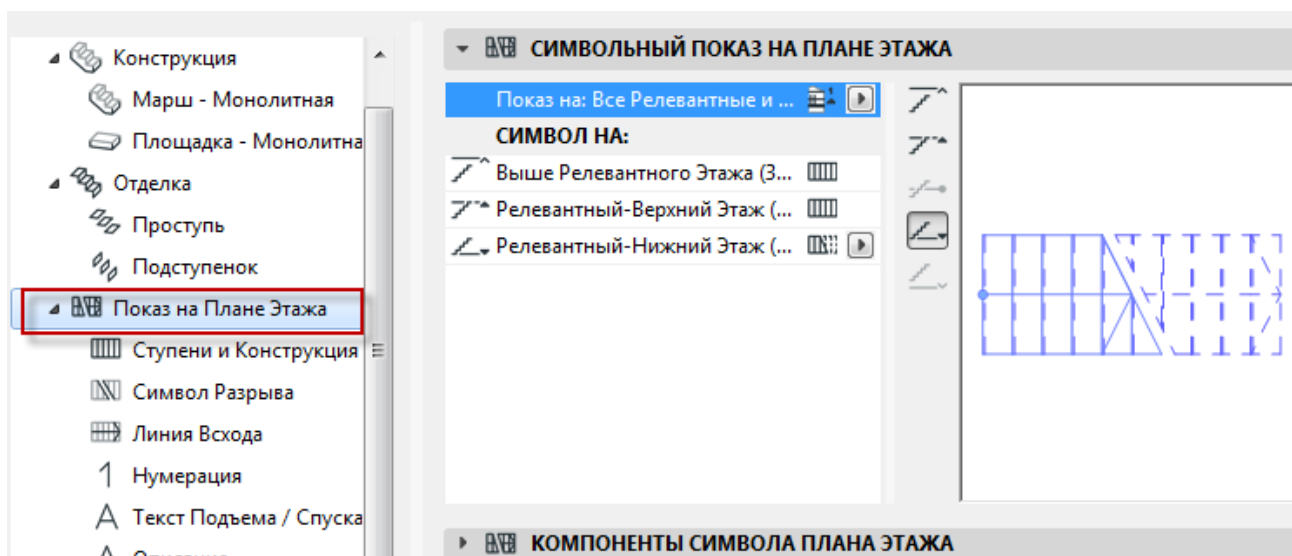 Конструкция
Марш - Монолитная
Площадка - Монолитна
Отделка
Проступь
Подступенок
Показ на Плане Этажа
Ступени и Конструкция
Символ Разрыва
Линия Всхода
Нумерация
Текст Подъема / Спуска
СИМВОЛЬНЫЙ ПОКАЗ НА ПЛАНЕ ЭТАЖА
Показ на: Все Релевантные и ...
СИМВОЛ НА:
Выше Релевантного Этажа (З...
Релевантный-Верхний Этаж (...
Релевантный-Нижний Этаж (...
КОМПОНЕНТЫ СИМВОЛА ПЛАНА ЭТАЖА